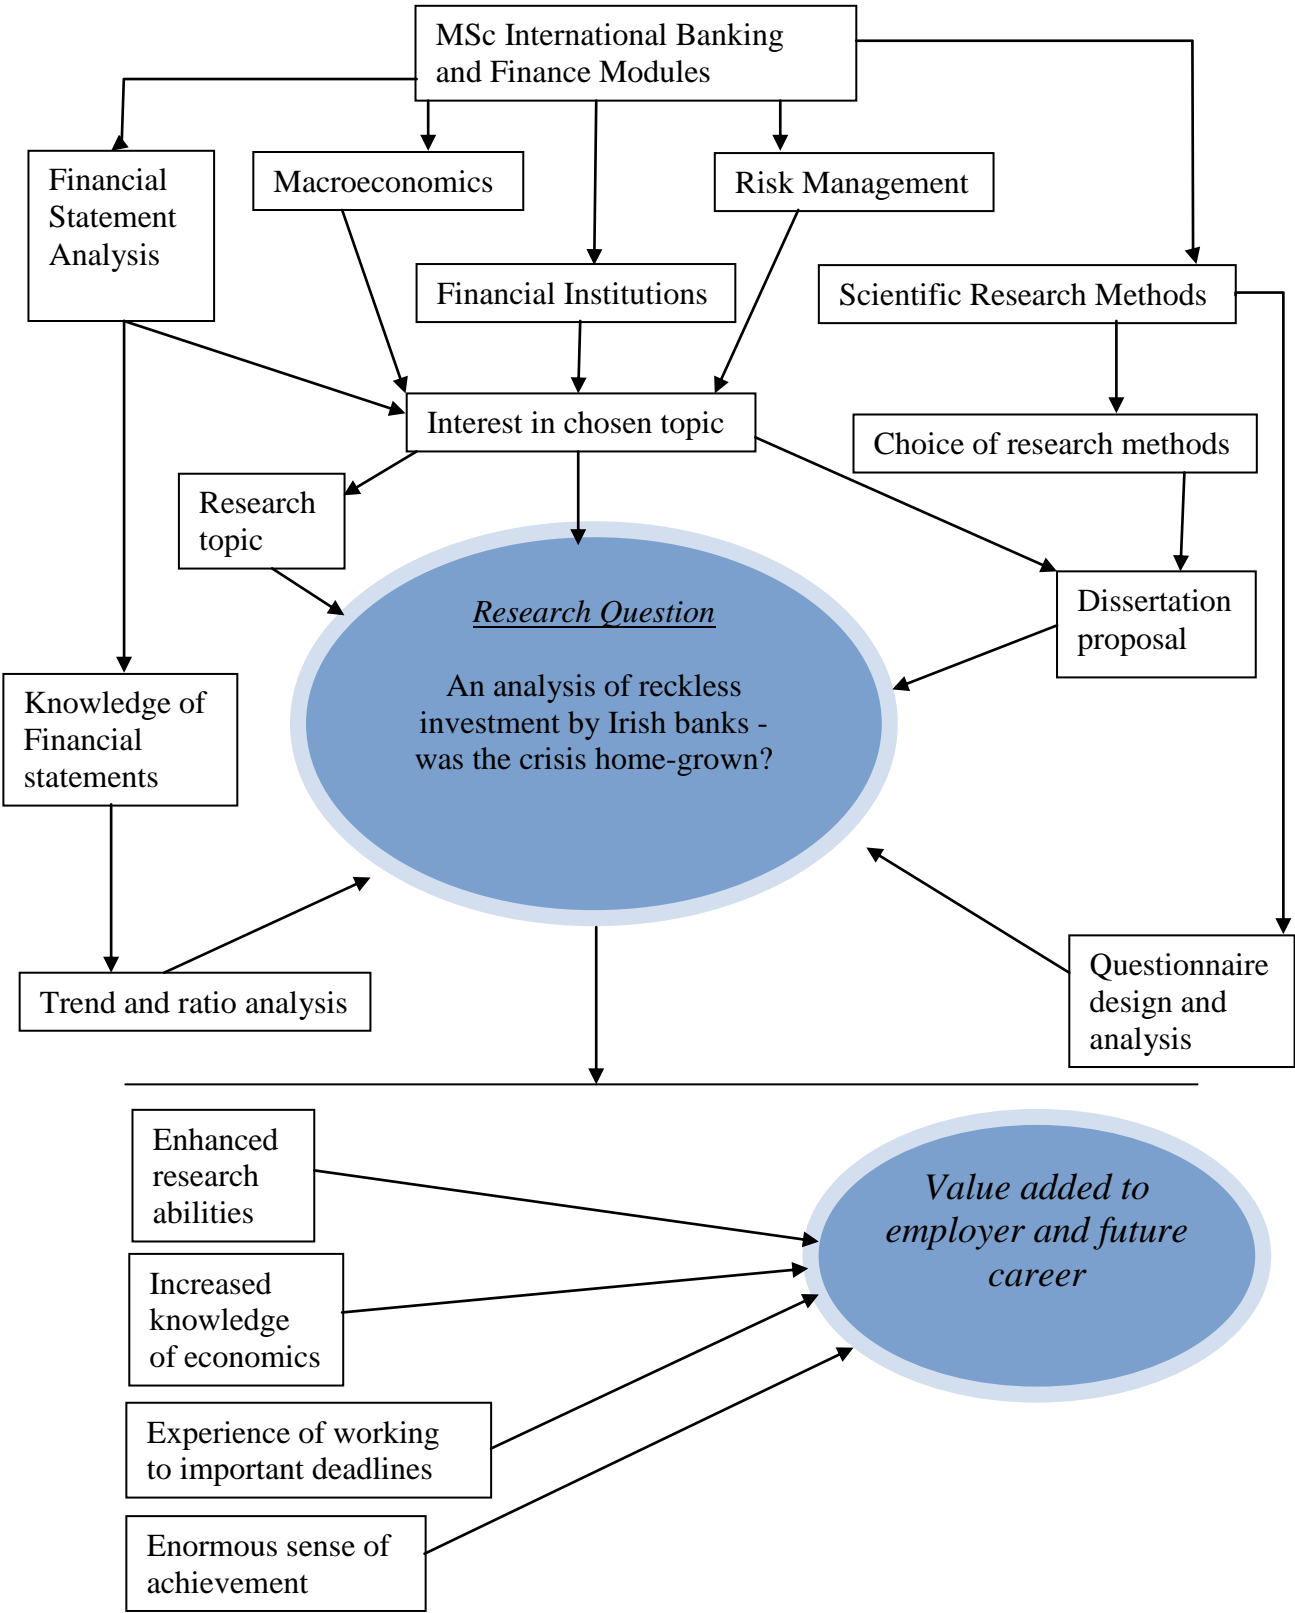 MSc International Banking
and Finance Modules
Financial
Statement
Analysis
Macroeconomics
Risk Management
Financial Institutions
Scientific Research Methods
Interest in chosen topic
Choice of research methods
Research
topic
Research Question
An analysis of reckless
investment by Irish banks -
was the crisis home-grown?
Dissertation
proposal
Knowledge of
Financial
statements
Trend and ratio analysis
Questionnaire
design and
analysis
Enhanced
research
abilities
Increased
knowledge
of economics
Experience of working
to important deadlines
Enormous sense of
achievement
Value added to
employer and future
career